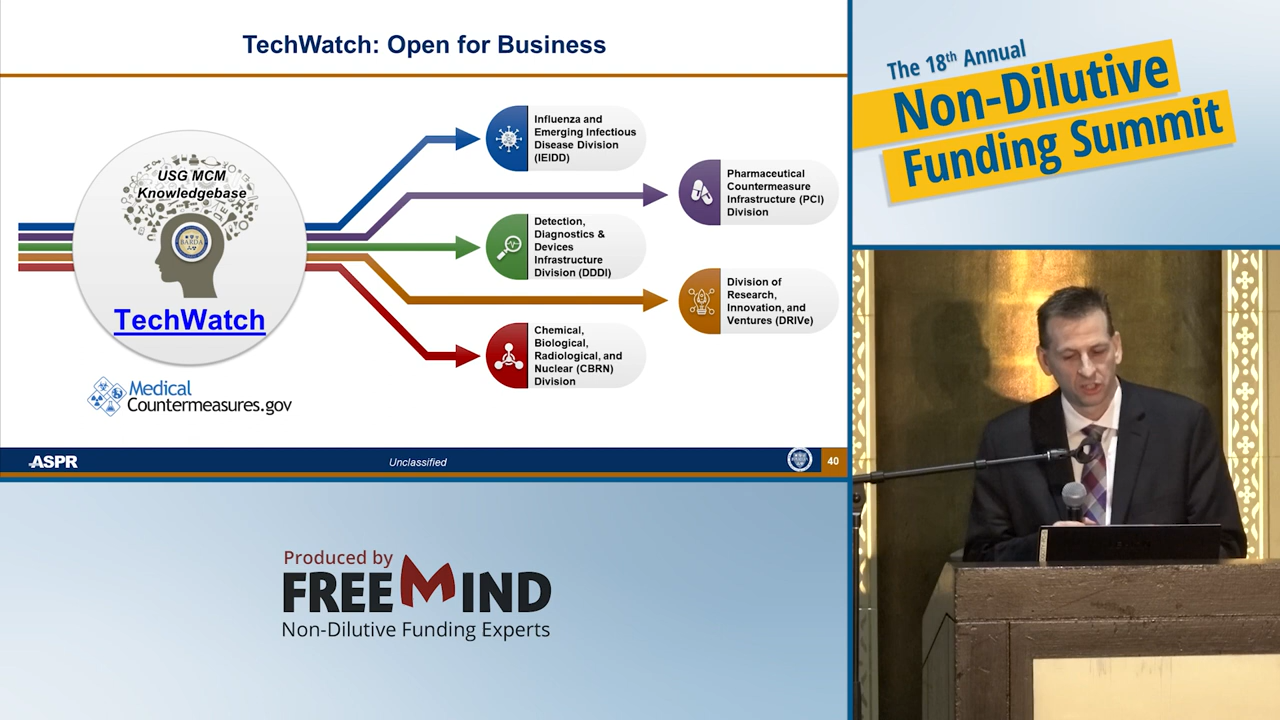 TechWatch: Open for Business
USG MCM
Knowledgebase
BARDA
TechWatch
Medical
Countermeasures.gov
Influenza and
Emerging Infectious
Disease Division
(IEIDD)
Pharmaceutical
Countermeasure
Infrastructure (PCI)
Division
Detection,
Diagnostics &
Devices
Infrastructure
Division (DDDI)
Division of
Research,
Innovation, and
Ventures (DRIVe)
Chemical,
Biological,
Radiological, and
Nuclear (CBRN)
Division
ASPR
Unclassified
40
The 18th Annual
Non-Dilutive
Funding Summit
Produced by
FREEMIND
Non-Dilutive Funding Experts